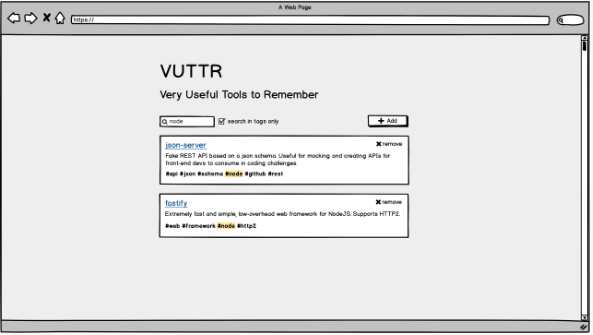 A Web Page
https://
VUTTR
Very Useful Tools to Remember
node
search in tags only
+ Add
json-server
remove
Fake REST API based on a json schema. Useful for mocking and creating APIs for
front-end devs to consume in coding challenges.
#api #json #schema #node #github #rest
fastify
remove
Extremely fast and simple, low-overhead web framework for NodeJS. Supports HTTP2.
#web #framework #node #http2